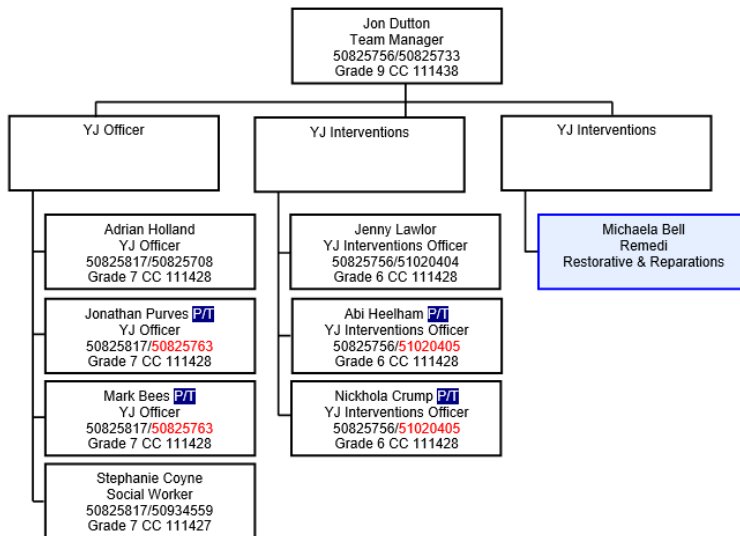 Jon Dutton
Team Manager
50825756/50825733
Grade 9 CC 111438
YJ Officer
YJ Interventions
YJ Interventions
Adrian Holland
YJ Officer
50825817/50825708
Grade 7 CC 111428
Jonathan Purves P/T
YJ Officer
50825817/50825763
Grade 7 CC 111428
Mark Bees P/T
YJ Officer
50825817/50825763
Grade 7 CC 111428
Stephanie Coyne
Social Worker
50825817/50934559
Grade 7 CC 111427
Jenny Lawlor
YJ Interventions Officer
50825756/51020404
Grade 6 CC 111428
Abi Heelham P/T
YJ Interventions Officer
50825756/51020405
Grade 6 CC 111428
Nickhola Crump P/T
YJ Interventions Officer
50825756/51020405
Grade 6 CC 111428
Michaela Bell
Remedi
Restorative & Reparations